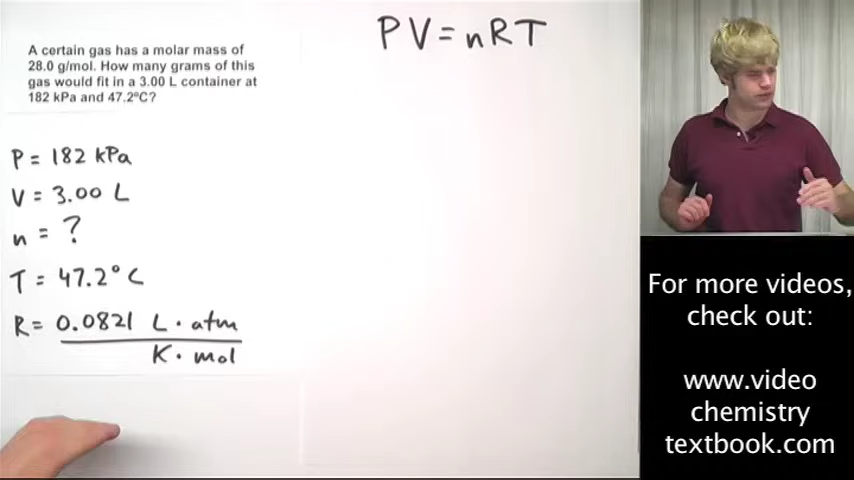 A certain gas has a molar mass of
28.0 g/mol. How many grams of this
gas would fit in a 3.00 L container at
182 kPa and 47.2ºC?
PV=nRT
P = 182 kPa
V = 3.00 L
n = ?
T = 47.2° C
R = 0.0821 L · atm
K · mol
For more videos,
check out:
www.video
chemistry
textbook.com